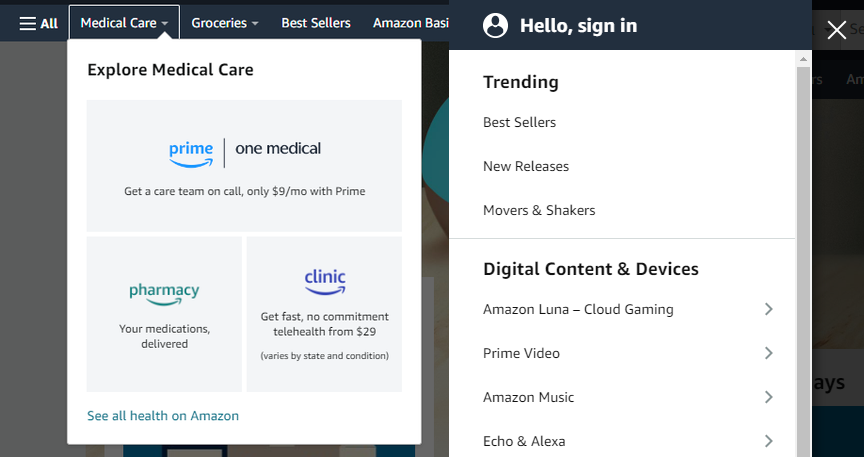 All
Medical Care
Groceries
Best Sellers
Amazon Basi
Explore Medical Care
prime | one medical
Get a care team on call, only $9/mo with Prime
pharmacy
Your medications,
delivered
clinic
Get fast, no commitment
telehealth from $29
(varies by state and condition)
See all health on Amazon
Hello, sign in
Trending
Best Sellers
New Releases
Movers & Shakers
Digital Content & Devices
Amazon Luna – Cloud Gaming
Prime Video
Amazon Music
Echo & Alexa
Se
rs
Am
ays